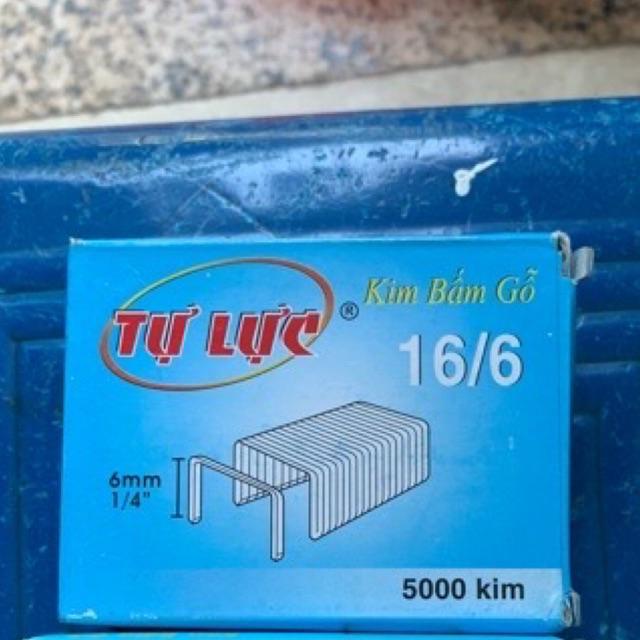 TỰ LỰC ®
Kim Bấm Gỗ
16/6
6mm
1/4"
5000 kim